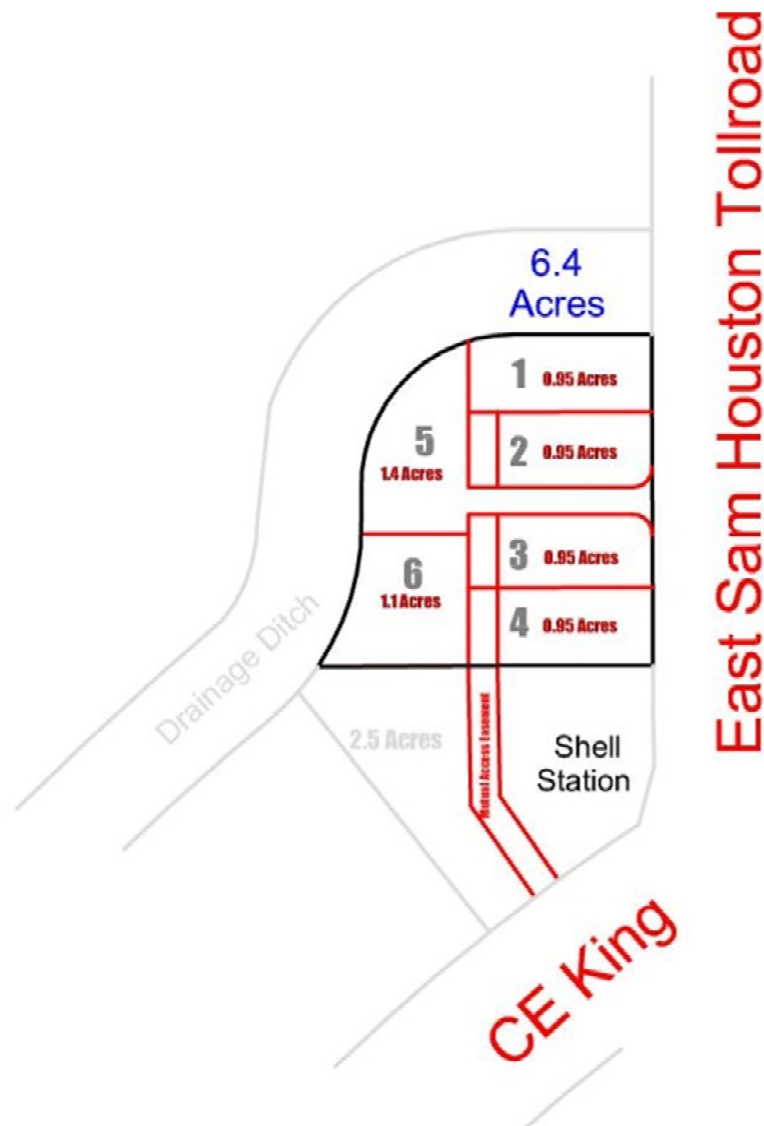 East Sam Houston Tollroad
6.4
Acres
1 0.95 Acres
5
1.4 Acres
2 0.95 Acres
3 0.95 Acres
6
1.1 Acres
4 0.95 Acres
Drainage Ditch
2.5 Acres
Mutual Access Easement
Shell
Station
CE King